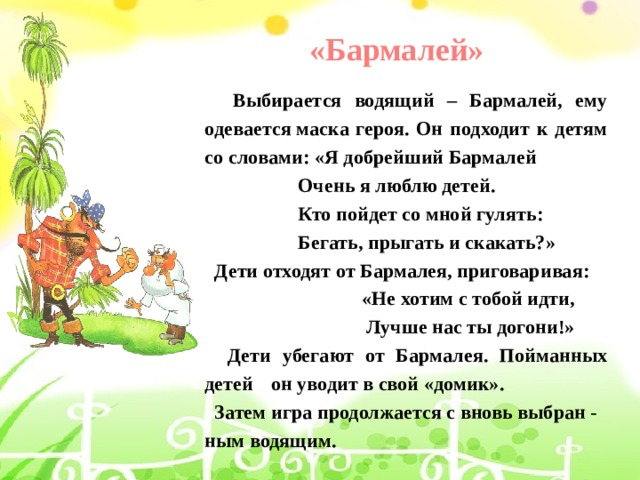 «Бармалей»
Выбирается водящий – Бармалей, ему
одевается маска героя. Он подходит к детям
со словами: «Я добрейший Бармалей
Очень я люблю детей.
Кто пойдет со мной гулять:
Бегать, прыгать и скакать?»
Дети отходят от Бармалея, приговаривая:
«Не хотим с тобой идти,
Лучше нас ты догони!»
Дети убегают от Бармалея. Пойманных
детей он уводит в свой «домик».
Затем игра продолжается с вновь выбран -
ным водящим.